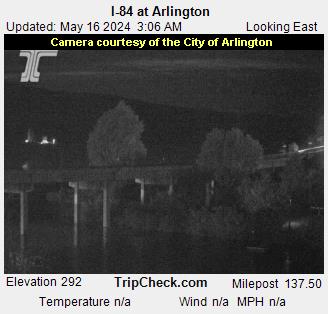 I-84 at Arlington
Updated: May 16 2024 3:06 AM Looking East
Camera courtesy of the City of Arlington
Elevation 292 TripCheck.com Milepost 137.50
Temperature n/a Wind n/a MPH n/a